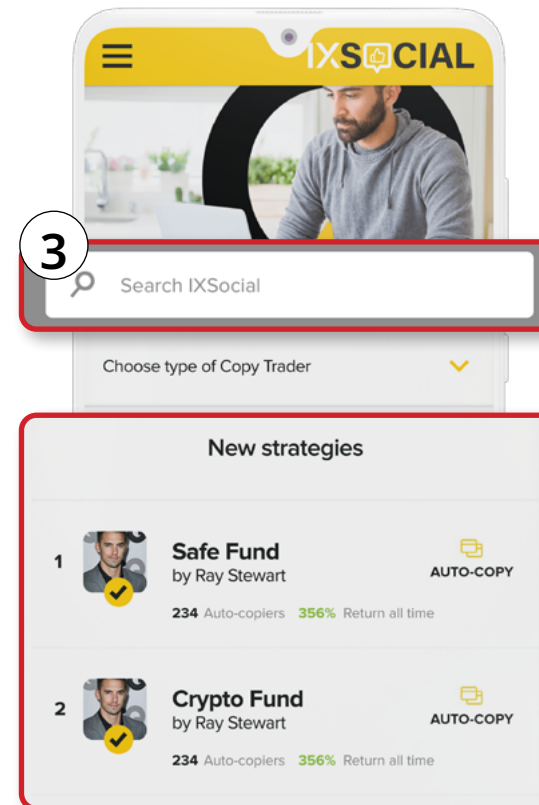 IXSOCIAL
3
Search IXSocial
Choose type of Copy Trader
New strategies
1
Safe Fund
by Ray Stewart
AUTO-COPY
234 Auto-copiers 356% Return all time
2
Crypto Fund
by Ray Stewart
AUTO-COPY
234 Auto-copiers 356% Return all time